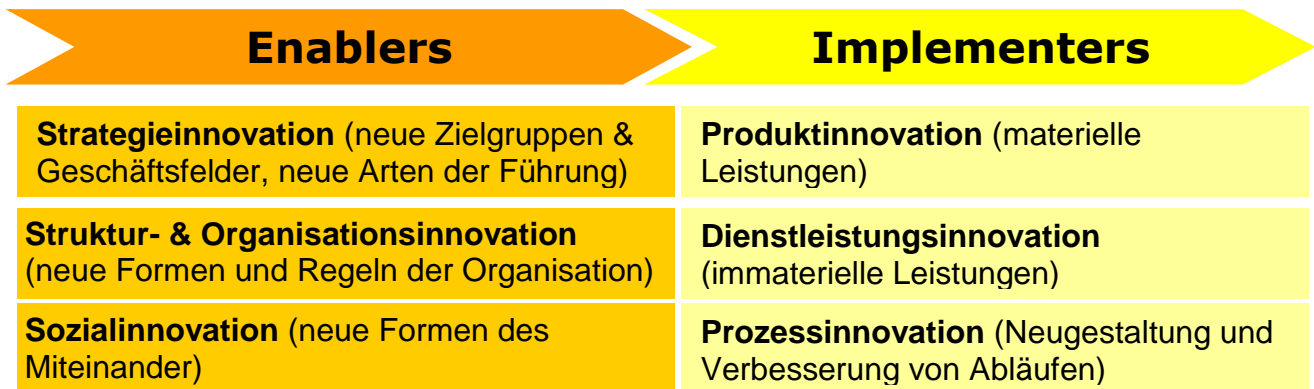 Enablers
Implementers
Strategieinnovation (neue Zielgruppen &
Geschäftsfelder, neue Arten der Führung)
Produktinnovation (materielle
Leistungen)
Struktur- & Organisationsinnovation
(neue Formen und Regeln der Organisation)
Dienstleistungsinnovation
(immaterielle Leistungen)
Sozialinnovation (neue Formen des
Miteinander)
Prozessinnovation (Neugestaltung und
Verbesserung von Abläufen)